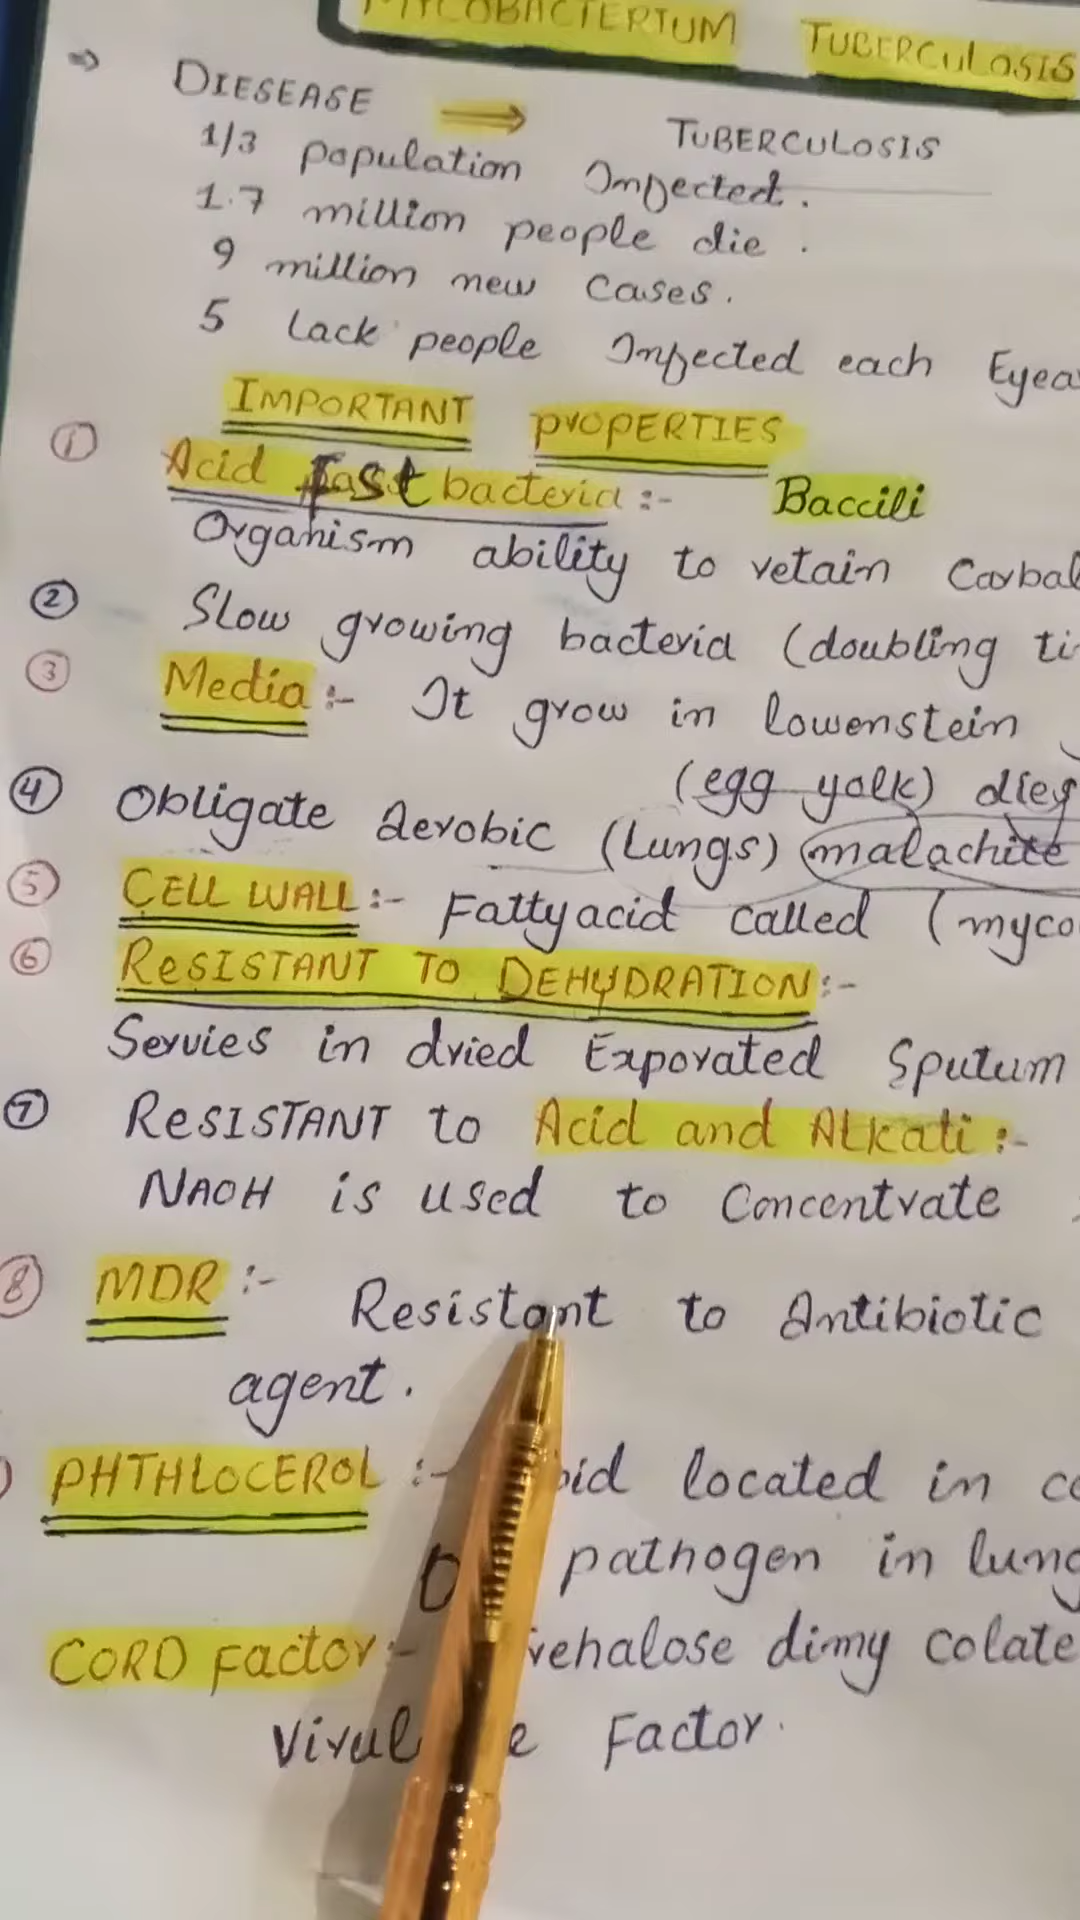 MYCOBACTERIUM TUBERCULOSIS
DIESEASE ⇒ TUBERCULOSIS
1/3 population Infected.
1.7 million people die.
9 million new Cases.
5 Lack people Infected each Eyea
IMPORTANT PROPERTIES
① Acid fast bacteria:- Baccili
Organism ability to retain Carbal
② Slow growing bacteria (doubling ti
③ Media:- It grow in lowenstein
(egg yolk) dies
④ Obligate Aerobic (Lungs) malachite
⑤ CELL WALL:- Fattyacid called (myco
⑥ ReSISTANT TO DEHYDRATION:-
Servies in dried Exporated Sputum
⑦ ReSISTANT to Acid and ALKati:-
NAOH is used to Concentrate
⑧ MDR:- Resistant to Antibiotic
agent.
PHTHLOCEROL:- located in
pathogen in lung
CORD Factor:- rehalose dimy colate
Factor.